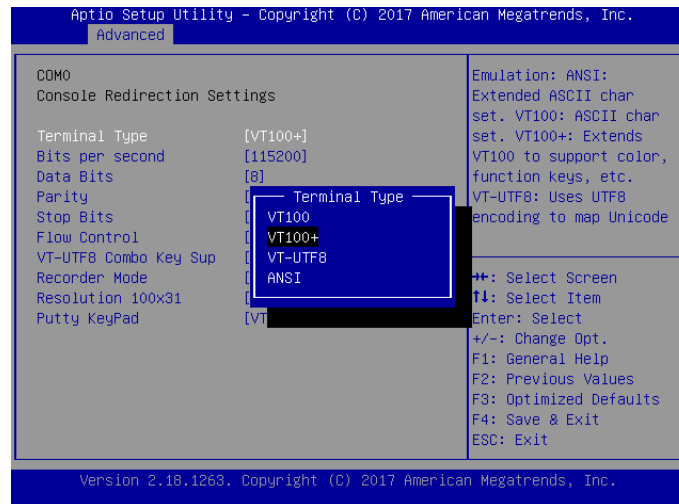 Aptio Setup Utility – Copyright (C) 2017 American Megatrends, Inc.
Advanced
COM0
Console Redirection Settings
Terminal Type [VT100+]
Bits per second [115200]
Data Bits [8]
Parity [
Stop Bits [
Flow Control [
VT-UTF8 Combo Key Sup [
Recorder Mode [
Resolution 100x31 [
Putty KeyPad [VT
Terminal Type
VT100
VT100+
VT-UTF8
ANSI
Emulation: ANSI:
Extended ASCII char
set. VT100: ASCII char
set. VT100+: Extends
VT100 to support color,
function keys, etc.
VT-UTF8: Uses UTF8
encoding to map Unicode
→←: Select Screen
↑↓: Select Item
Enter: Select
+/-: Change Opt.
F1: General Help
F2: Previous Values
F3: Optimized Defaults
F4: Save & Exit
ESC: Exit
Version 2.18.1263. Copyright (C) 2017 American Megatrends, Inc.